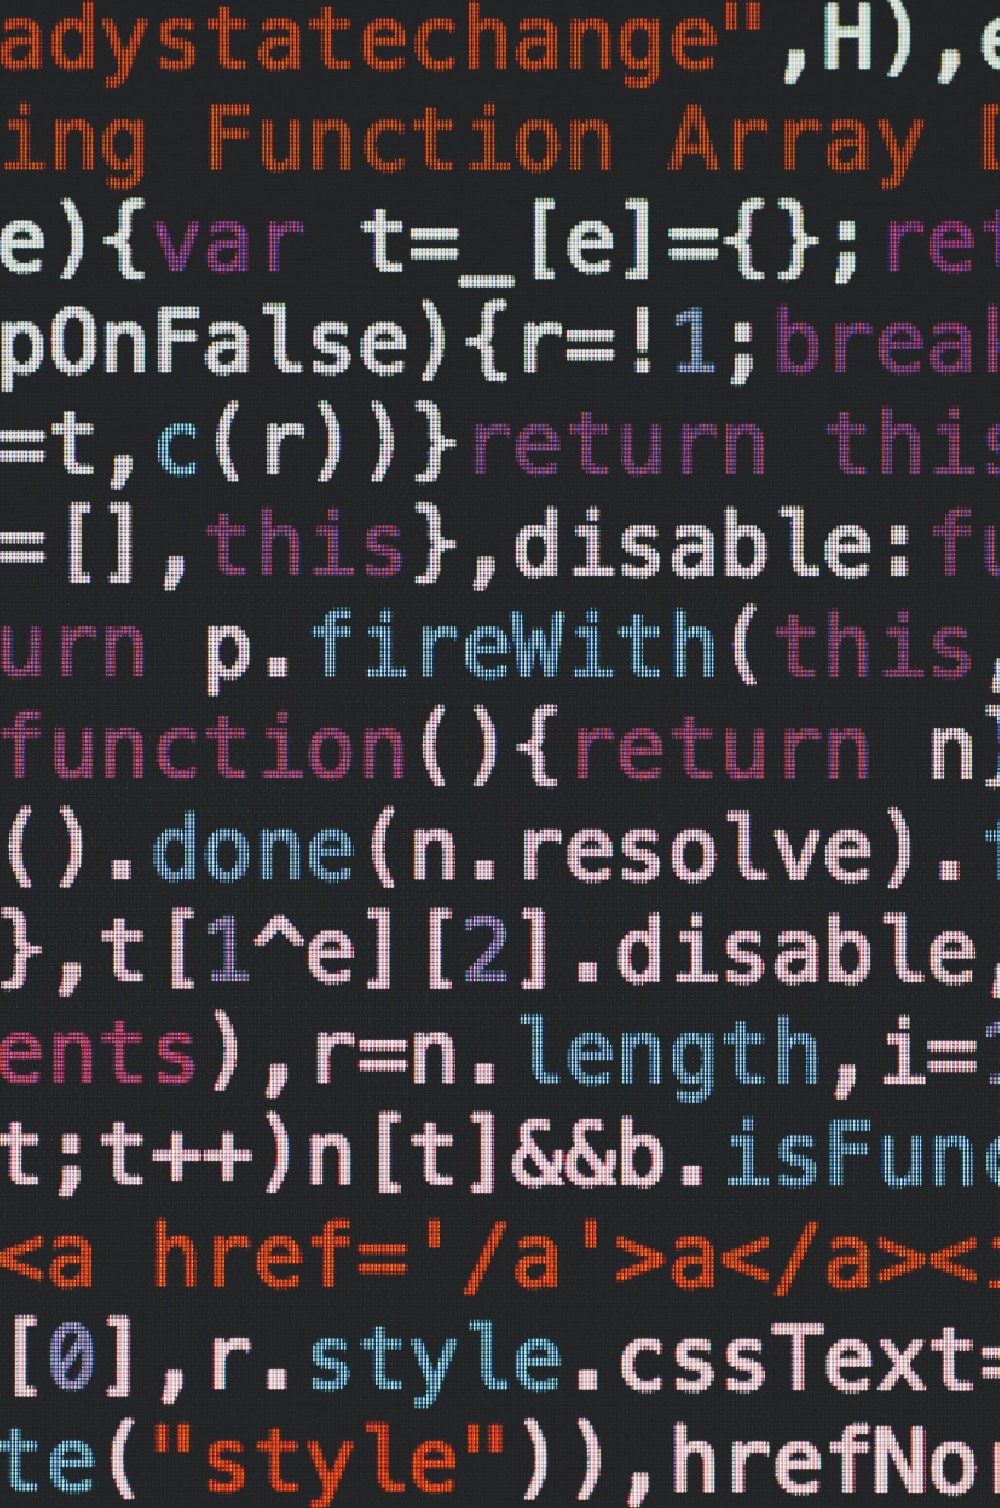 adystatechange",H),e
ing Function Array D
e){var t=_[e]={};ret
pOnFalse){r=!1;break
=t,c(r))}return this
=[],this},disable:fu
urn p.fireWith(this,
function(){return n}
().done(n.resolve).f
},t[1^e][2].disable,
ents),r=n.length,i=1
t;t++)n[t]&&b.isFunc
<a href='/a'>a</a><i
[0],r.style.cssText=
te("style")),hrefNor